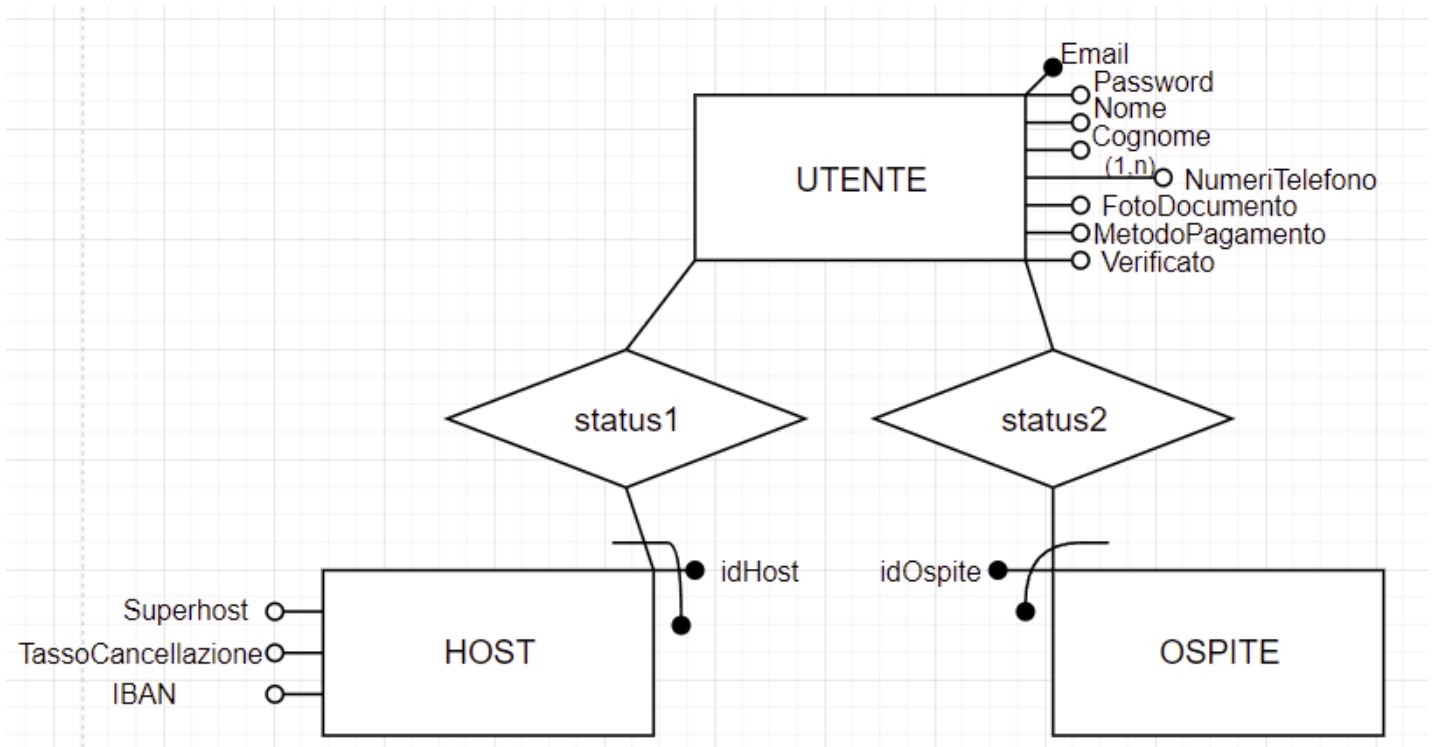 Email
Password
Nome
Cognome
(1,n)
NumeriTelefono
UTENTE
FotoDocumento
MetodoPagamento
Verificato
status1
status2
idHost
idOspite
Superhost
TassoCancellazione
IBAN
HOST
OSPITE